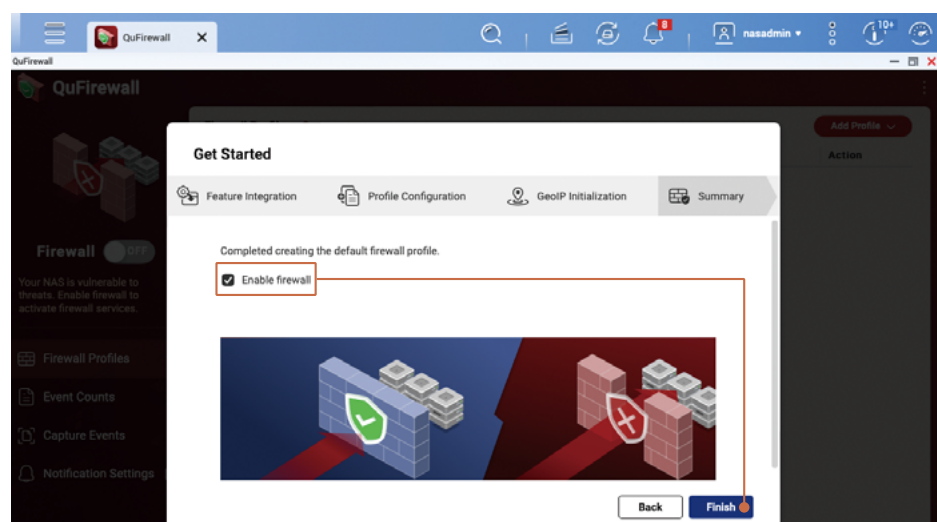 QuFirewall
10+
nasadmin
QuFirewall
QuFirewall
Add Profile
Action
Get Started
Feature Integration
Profile Configuration
GeoIP Initialization
Summary
Completed creating the default firewall profile.
Enable firewall
Firewall OFF
Your NAS is vulnerable to
threats. Enable firewall to
activate firewall services.
Firewall Profiles
Event Counts
Capture Events
Notification Settings
Back
Finish